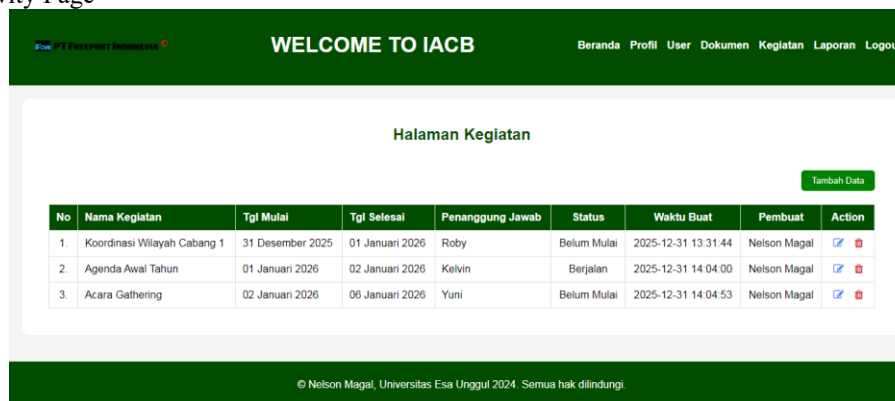 Page
PT FREEPORT INDONESIA
WELCOME TO IACB
Beranda Profil User Dokumen Kegiatan Laporan Logou
Halaman Kegiatan
Tambah Data
No Nama Kegiatan Tgl Mulai Tgl Selesai Penanggung Jawab Status Waktu Buat Pembuat Action
1. Koordinasi Wilayah Cabang 1 31 Desember 2025 01 Januari 2026 Roby Belum Mulai 2025-12-31 13:31:44 Nelson Magal
2. Agenda Awal Tahun 01 Januari 2026 02 Januari 2026 Kelvin Berjalan 2025-12-31 14:04:00 Nelson Magal
3. Acara Gathering 02 Januari 2026 06 Januari 2026 Yuni Belum Mulai 2025-12-31 14:04:53 Nelson Magal
© Nelson Magal, Universitas Esa Unggul 2024. Semua hak dilindungi.